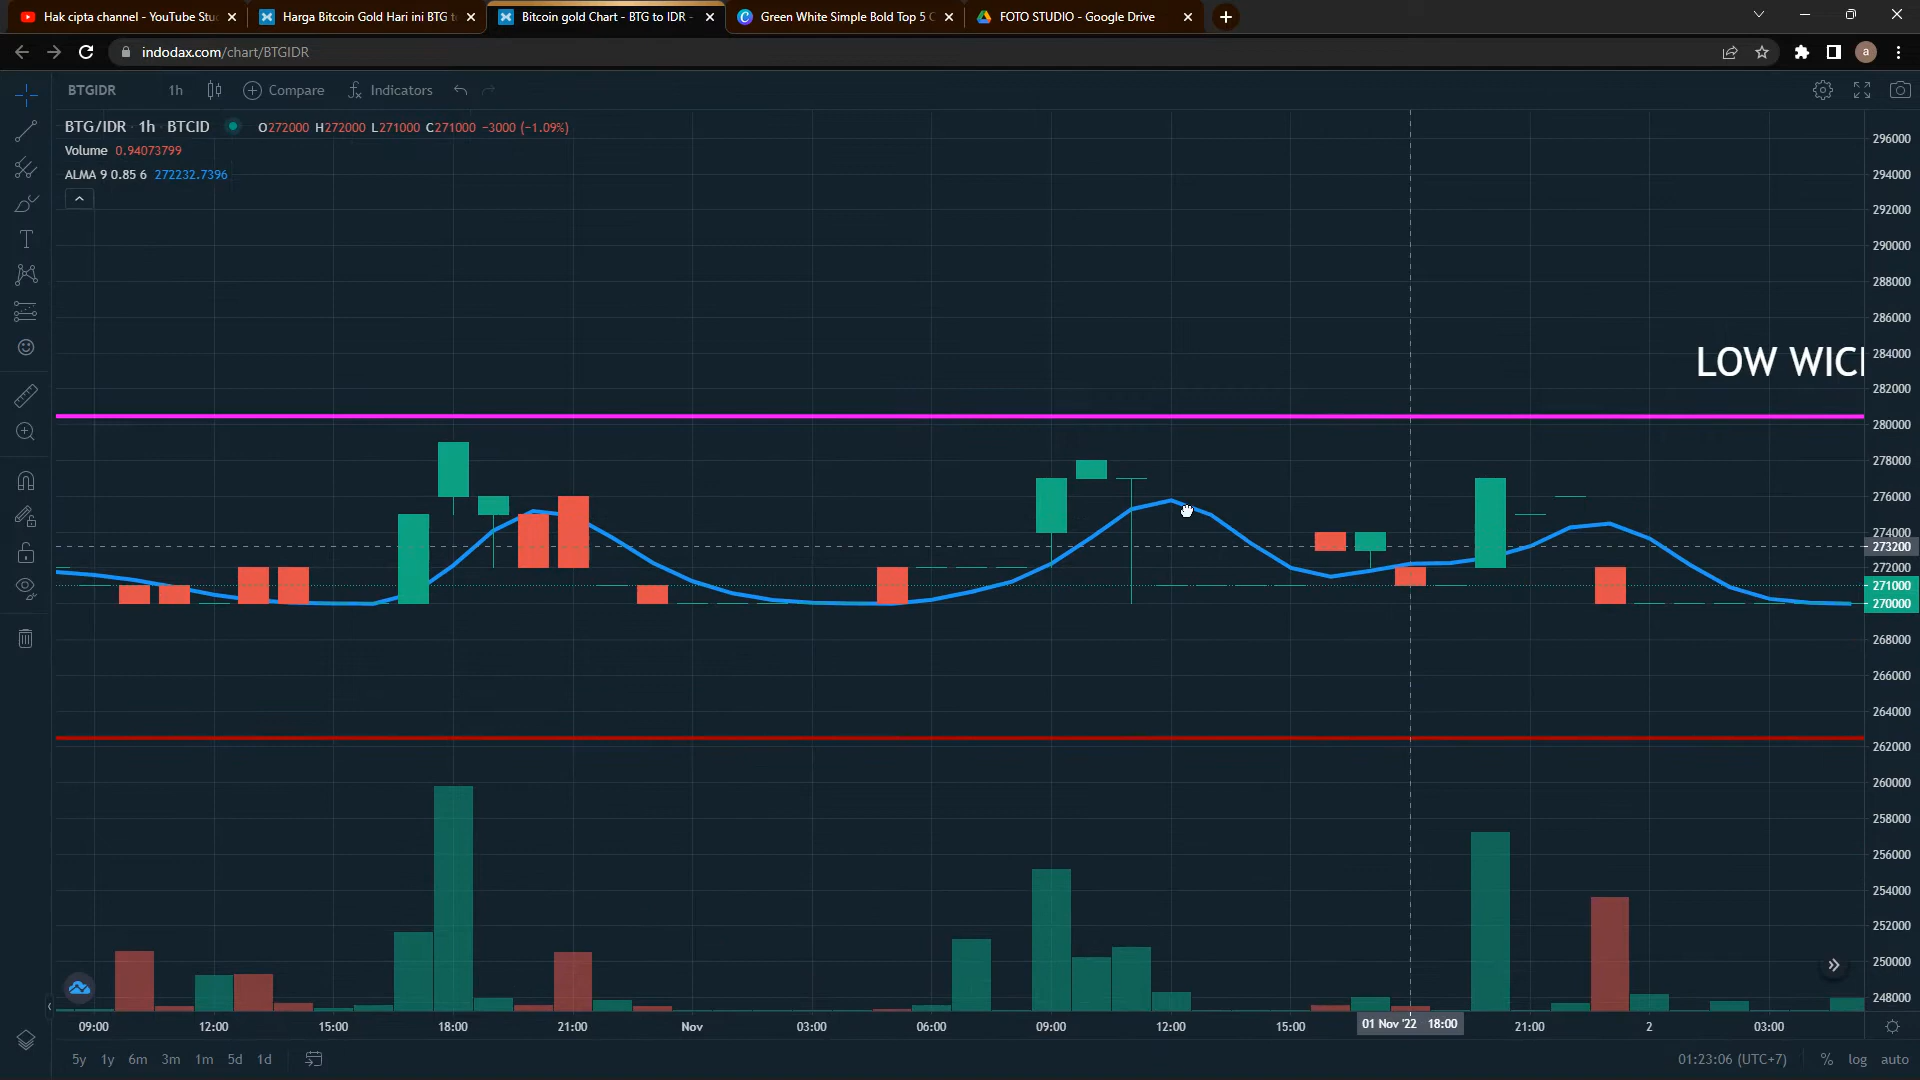 Hak cipta channel - YouTube Stu
Harga Bitcoin Gold Hari ini BTG t
Bitcoin gold Chart - BTG to IDR -
Green White Simple Bold Top 5 C
FOTO STUDIO - Google Drive
indodax.com/chart/BTGIDR
a
BTGIDR 1h Compare Indicators
BTG/IDR 1h BTCID O272000 H272000 L271000 C271000 −3000 (−1.09%)
Volume 0.94073799
ALMA 9 0.85 6 272232.7396
LOW WICK
296000
294000
292000
290000
288000
286000
284000
282000
280000
278000
276000
274000
273200
272000
271000
270000
268000
266000
264000
262000
260000
258000
256000
254000
252000
250000
248000
09:00 12:00 15:00 18:00 21:00 Nov 03:00 06:00 09:00 12:00 15:00 01 Nov '22 18:00 21:00 2 03:00
5y 1y 6m 3m 1m 5d 1d
01:23:06 (UTC+7) % log auto